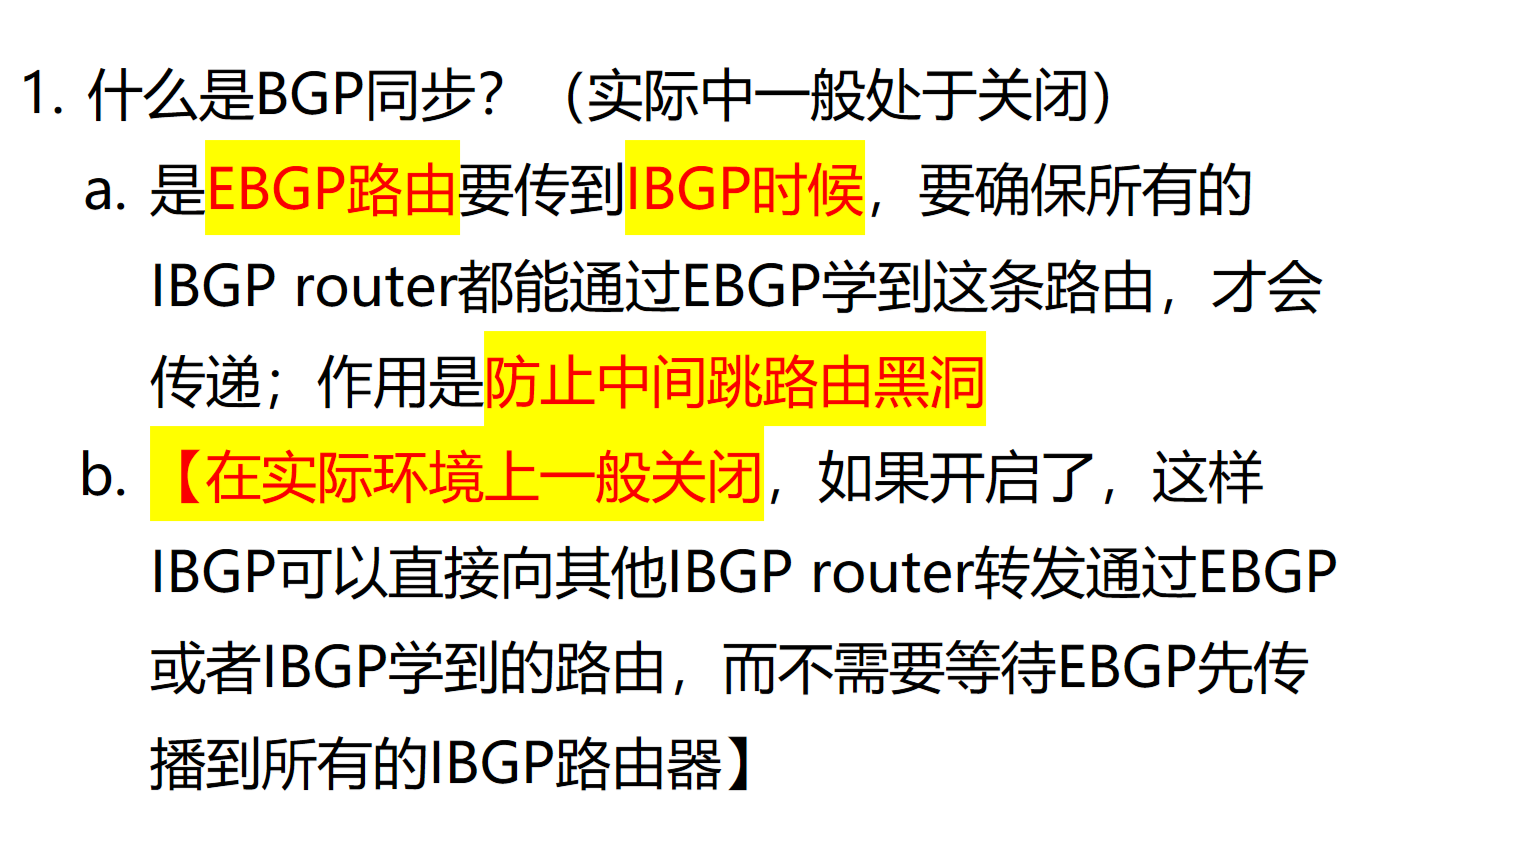 1. 什么是BGP同步？（实际中一般处于关闭）
a. 是EBGP路由要传到IBGP时候，要确保所有的
IBGP router都能通过EBGP学到这条路由，才会
传递；作用是防止中间跳路由黑洞
b. 【在实际环境上一般关闭，如果开启了，这样
IBGP可以直接向其他IBGP router转发通过EBGP
或者IBGP学到的路由，而不需要等待EBGP先传
播到所有的IBGP路由器】